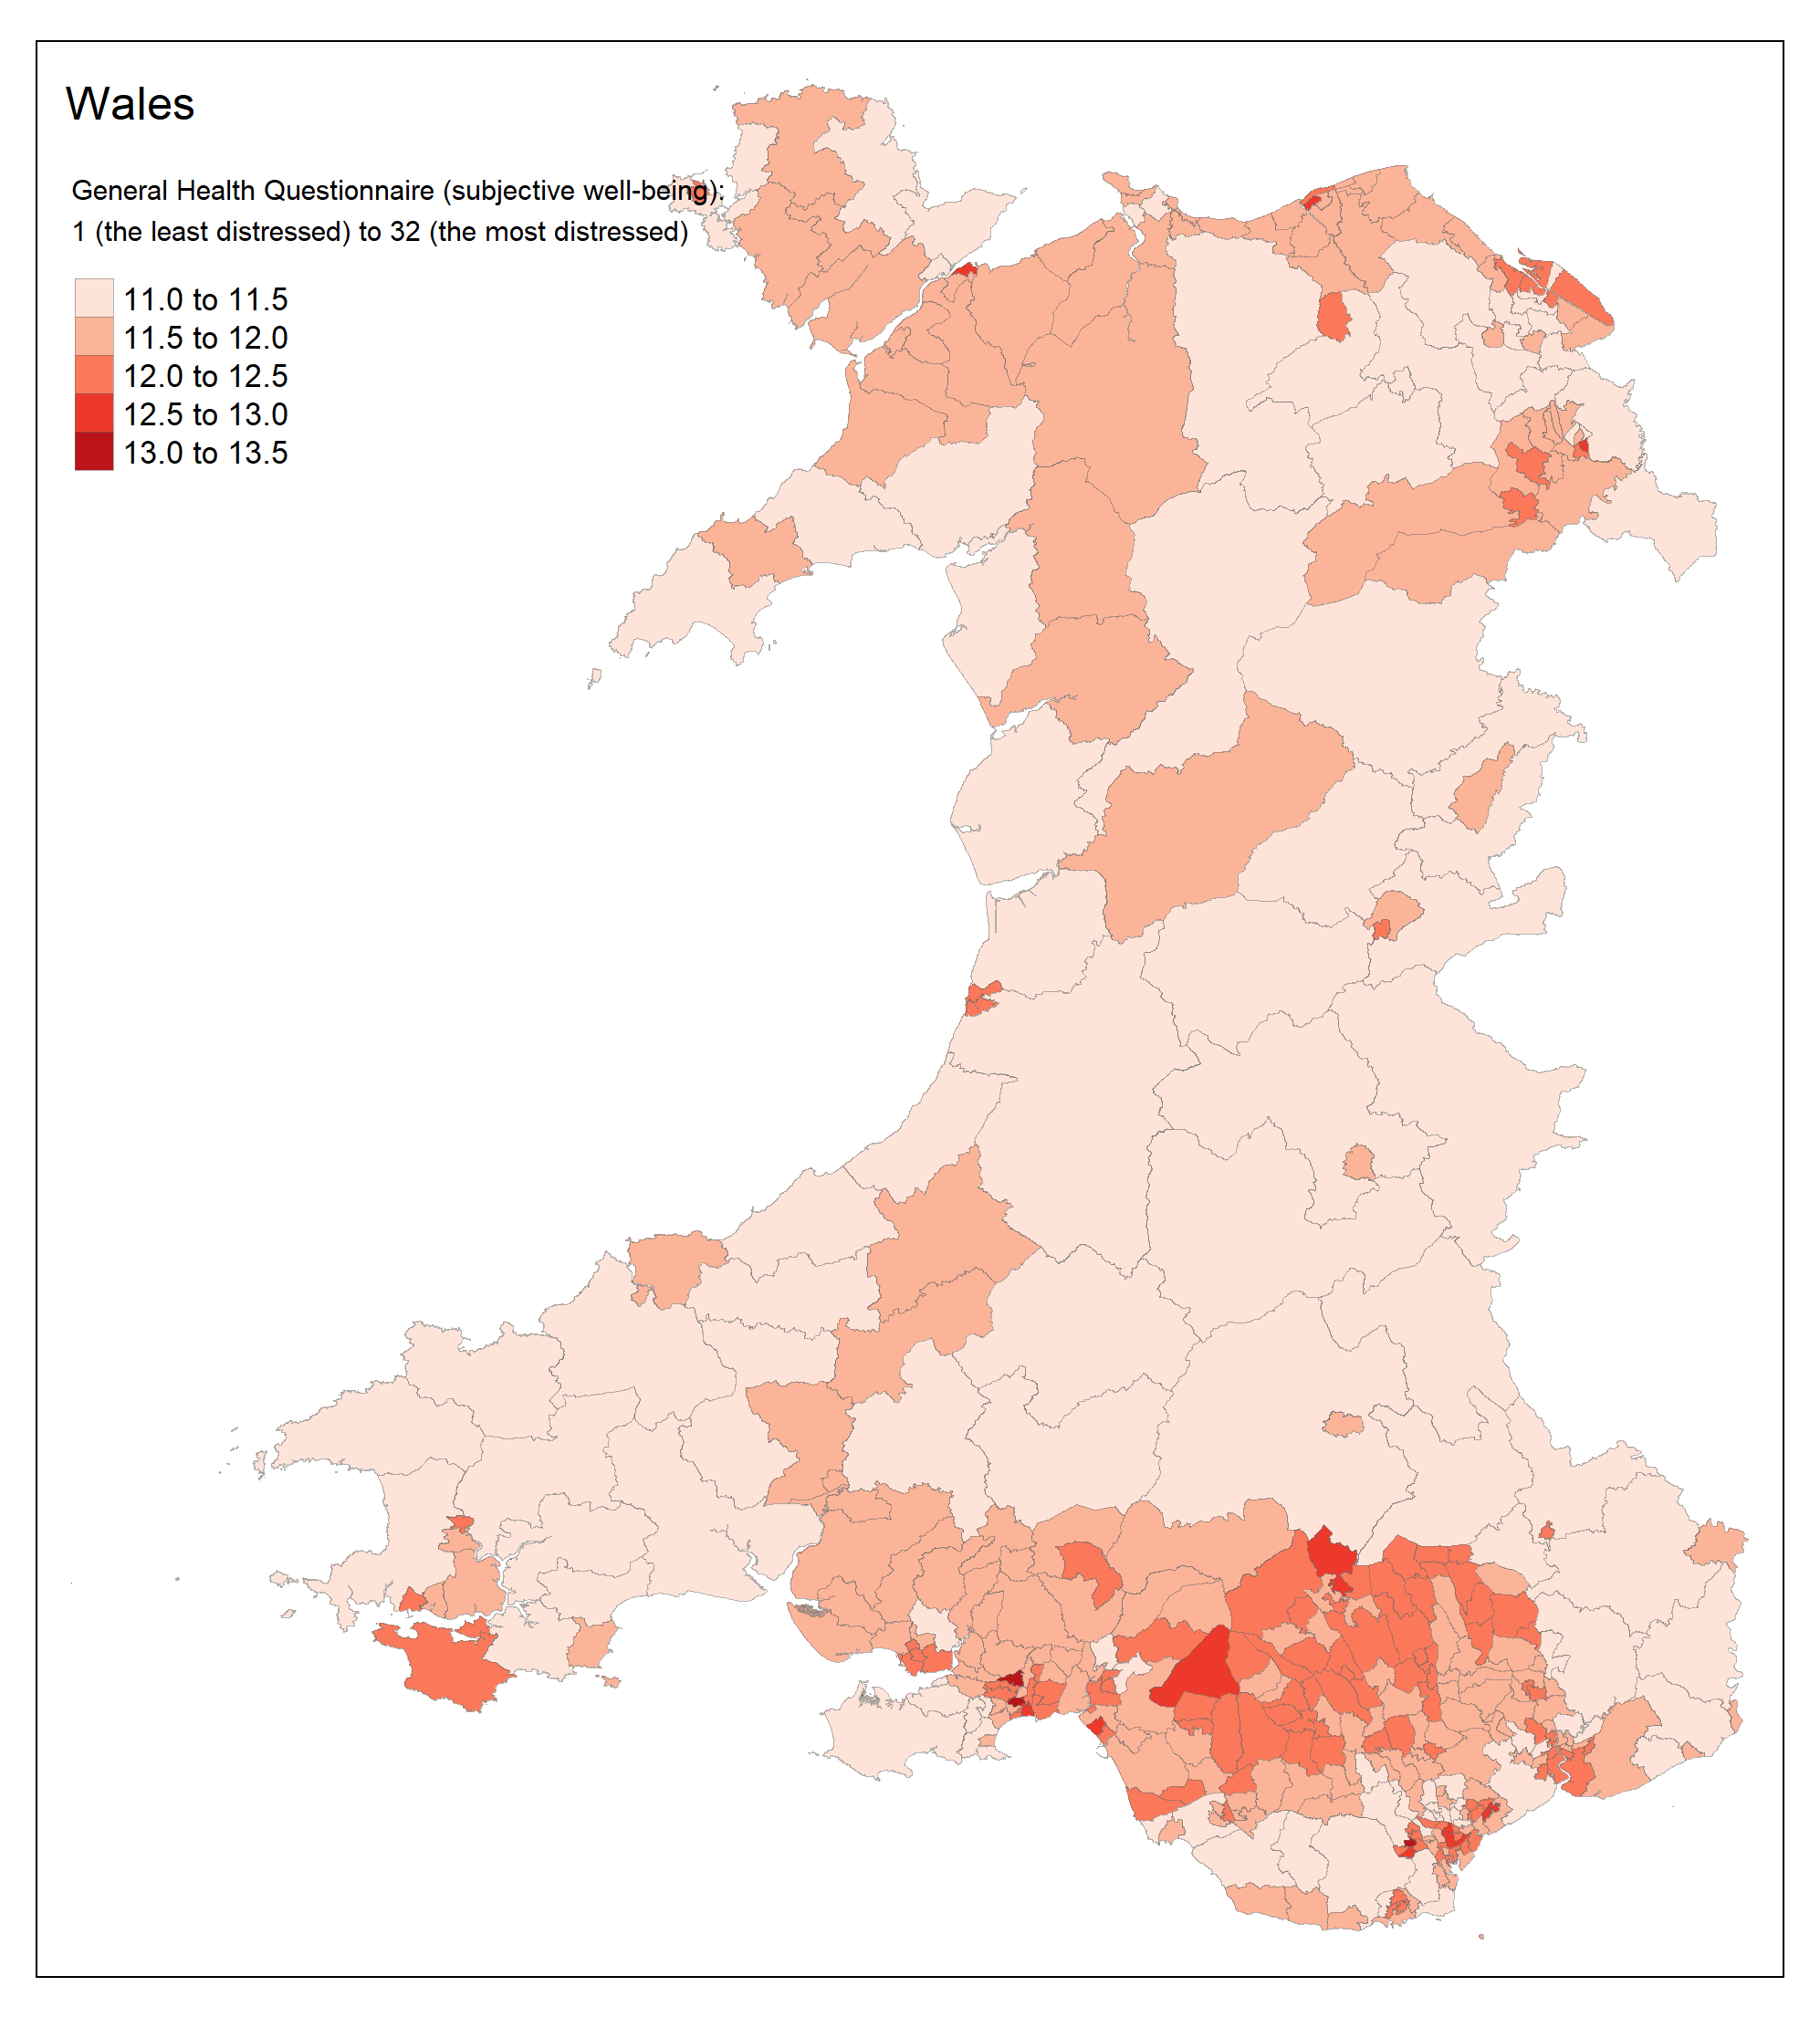 Wales
General Health Questionnaire (subjective well-being):
1 (the least distressed) to 32 (the most distressed)
11.0 to 11.5
11.5 to 12.0
12.0 to 12.5
12.5 to 13.0
13.0 to 13.5